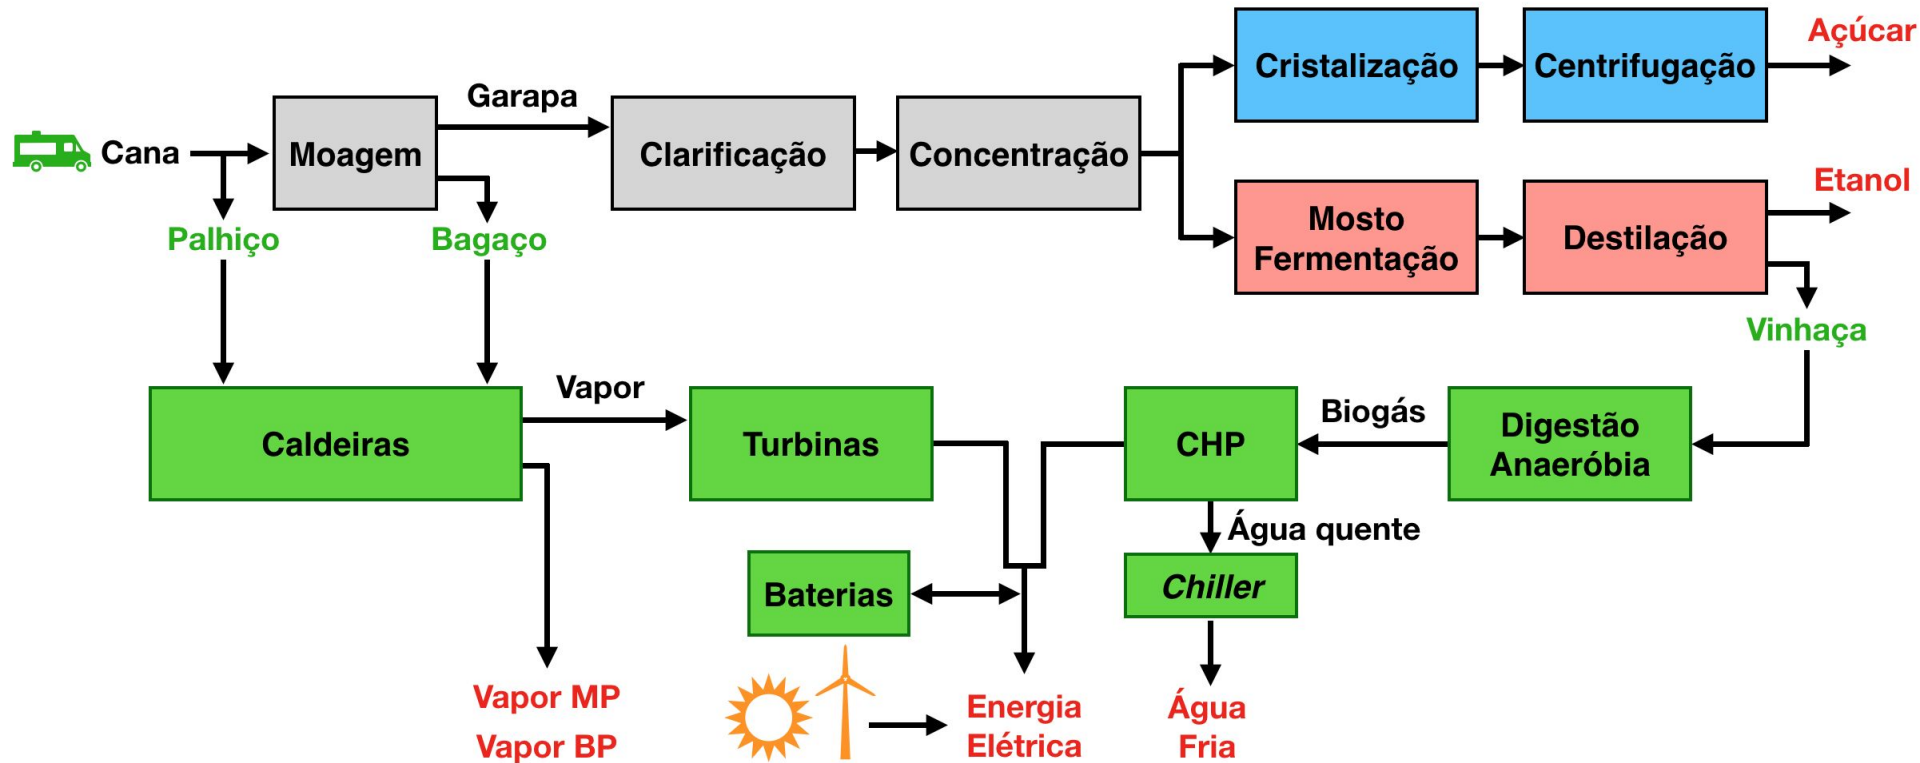 Açúcar
Cristalização
Centrifugação
Garapa
Cana
Moagem
Clarificação
Concentração
Etanol
Mosto
Fermentação
Destilação
Palhiço
Bagaço
Vinhaça
Vapor
Biogás
Caldeiras
Turbinas
CHP
Digestão
Anaeróbia
Água quente
Baterias
Chiller
Vapor MP
Vapor BP
Energia
Elétrica
Água
Fria